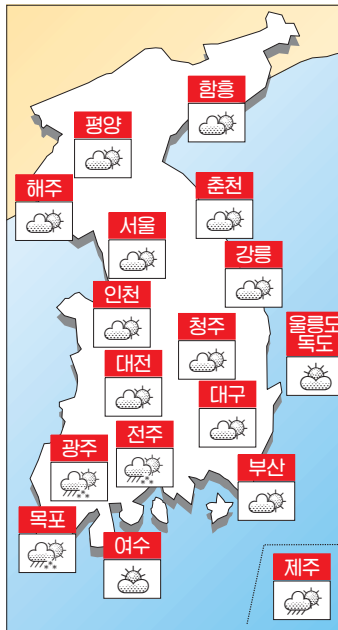 함흥
평양
해주
춘천
서울
강릉
인천
울릉도
독도
청주
대전
대구
전주
광주
부산
목포
여수
제주